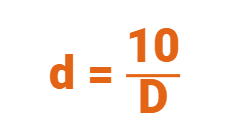 d = 10/D